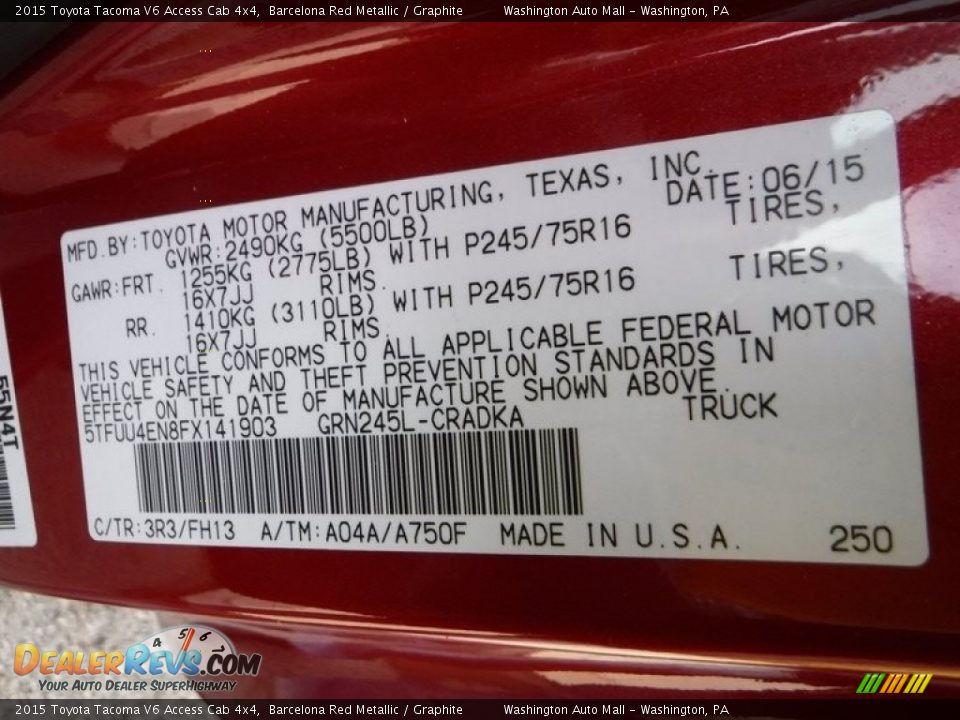 2015 Toyota Tacoma V6 Access Cab 4x4, Barcelona Red Metallic / Graphite Washington Auto Mall - Washington, PA
MFD.BY:TOYOTA MOTOR MANUFACTURING, TEXAS, INC.
GVWR:2490KG (5500LB) DATE:06/15
GAWR:FRT. 1255KG (2775LB) WITH P245/75R16 TIRES,
16X7JJ RIMS.
RR. 1410KG (3110LB) WITH P245/75R16 TIRES,
16X7JJ RIMS.
THIS VEHICLE CONFORMS TO ALL APPLICABLE FEDERAL MOTOR
VEHICLE SAFETY AND THEFT PREVENTION STANDARDS IN
EFFECT ON THE DATE OF MANUFACTURE SHOWN ABOVE.
5TFUU4EN8FX141903 GRN245L-CRADKA TRUCK
C/TR:3R3/FH13 A/TM:A04A/A750F MADE IN U.S.A. 250
55N4T
4 5 6
DealerRevs.com
Your Auto Dealer SuperHighway
2015 Toyota Tacoma V6 Access Cab 4x4, Barcelona Red Metallic / Graphite Washington Auto Mall - Washington, PA